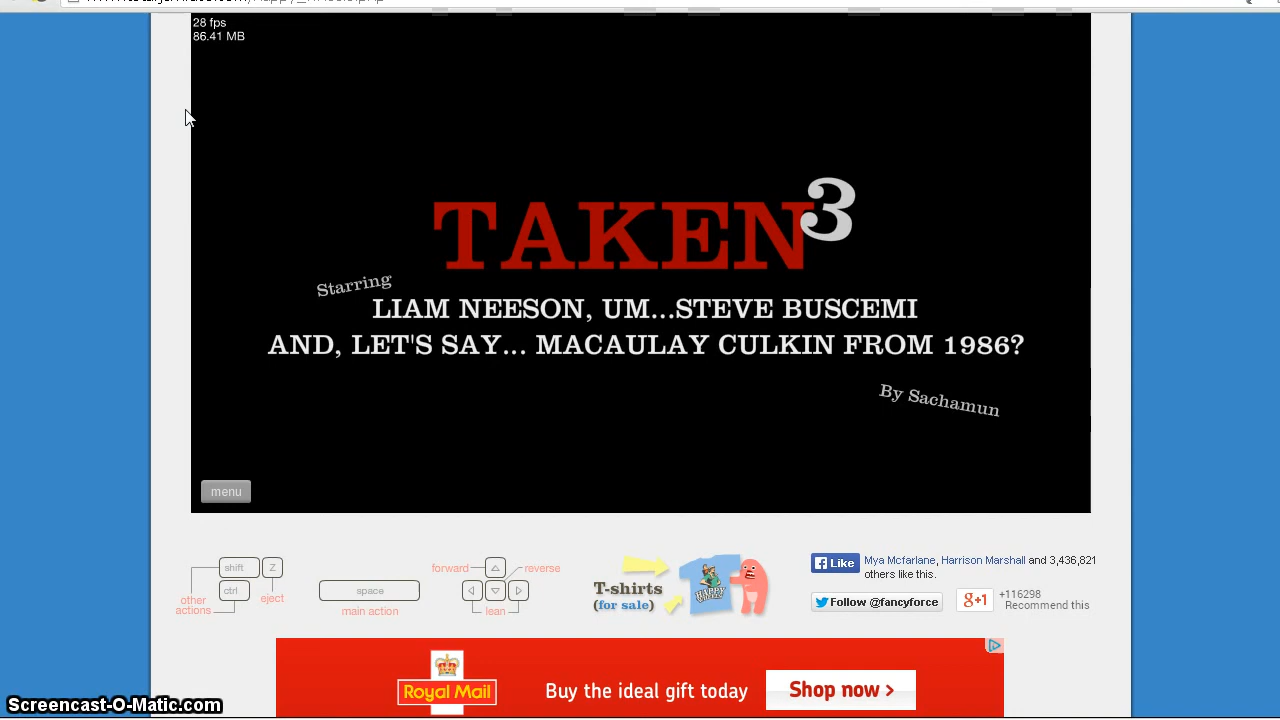 28 fps
86.41 MB
TAKEN3
Starring
LIAM NEESON, UM...STEVE BUSCEMI
AND, LET'S SAY... MACAULAY CULKIN FROM 1986?
By Sachamun
menu
shift Z
ctrl
other
actions
eject
space
main action
forward
reverse
lean
T-shirts
(for sale)
HAPPY WHEELS
Like
Mya Mcfarlane, Harrison Marshall and 3,436,821
others like this.
Follow @fancyforce
g+1
+116298
Recommend this
Royal Mail
Buy the ideal gift today
Shop now >
Screencast-O-Matic.com